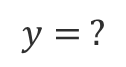 y = ?